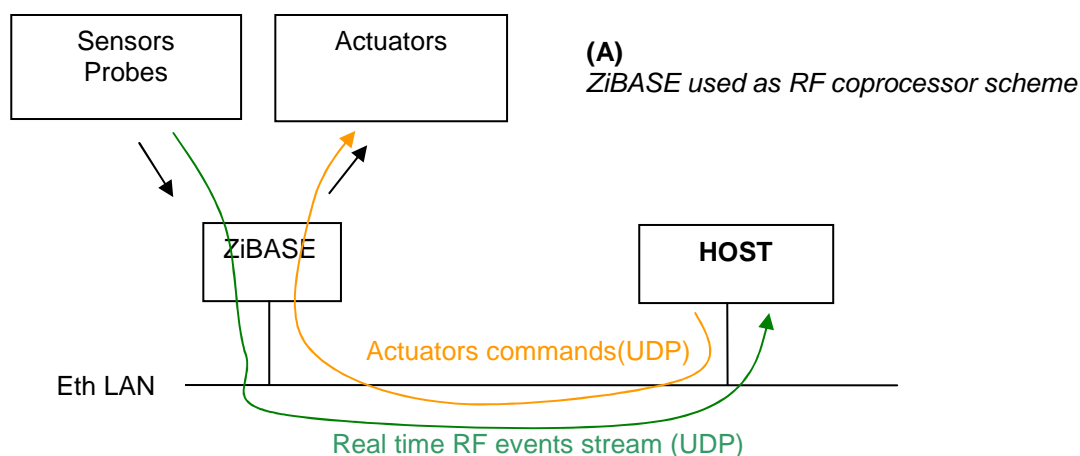 Sensors
Probes
Actuators
(A)
ZiBASE used as RF coprocessor scheme
ZiBASE
HOST
Actuators commands(UDP)
Eth LAN
Real time RF events stream (UDP)